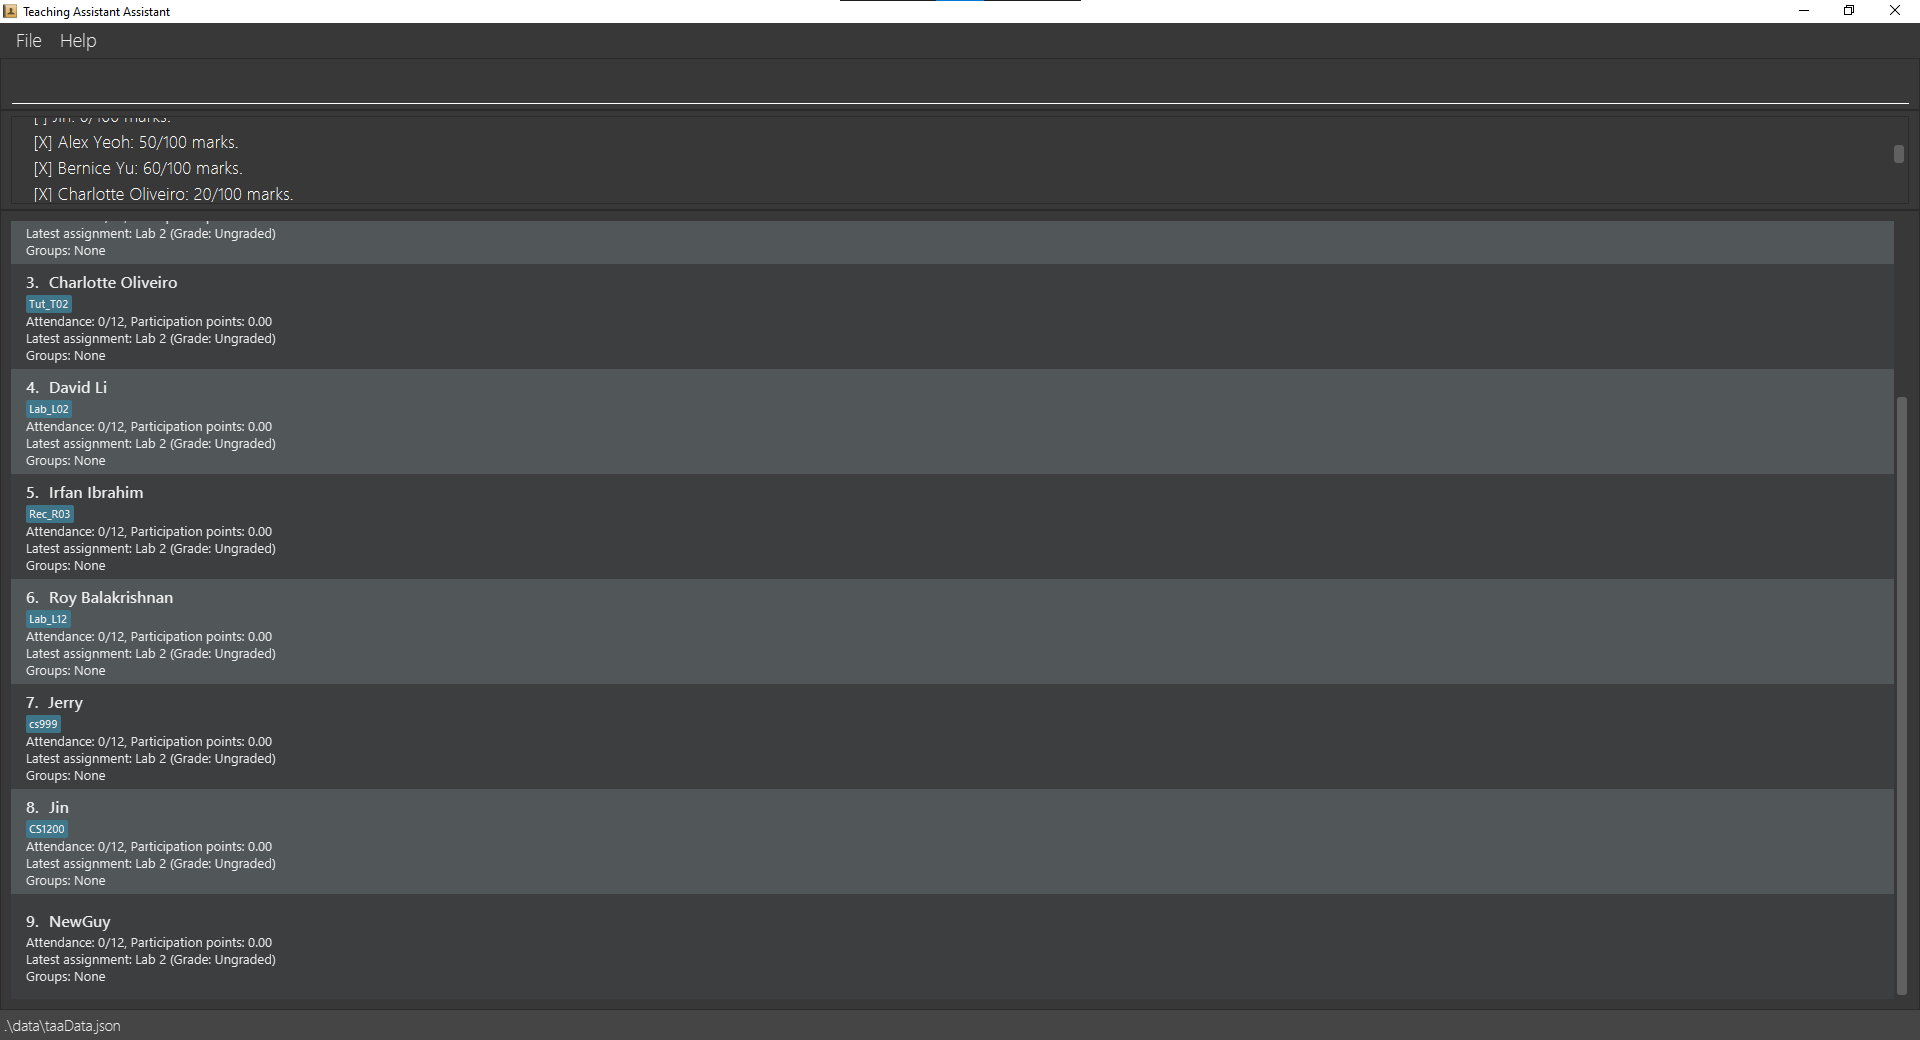 Teaching Assistant Assistant
File Help
[ ] Jin: 0/100 marks.
[X] Alex Yeoh: 50/100 marks.
[X] Bernice Yu: 60/100 marks.
[X] Charlotte Oliveiro: 20/100 marks.
Latest assignment: Lab 2 (Grade: Ungraded)
Groups: None
3. Charlotte Oliveiro
Tut_T02
Attendance: 0/12, Participation points: 0.00
Latest assignment: Lab 2 (Grade: Ungraded)
Groups: None
4. David Li
Lab_L02
Attendance: 0/12, Participation points: 0.00
Latest assignment: Lab 2 (Grade: Ungraded)
Groups: None
5. Irfan Ibrahim
Rec_R03
Attendance: 0/12, Participation points: 0.00
Latest assignment: Lab 2 (Grade: Ungraded)
Groups: None
6. Roy Balakrishnan
Lab_L12
Attendance: 0/12, Participation points: 0.00
Latest assignment: Lab 2 (Grade: Ungraded)
Groups: None
7. Jerry
cs999
Attendance: 0/12, Participation points: 0.00
Latest assignment: Lab 2 (Grade: Ungraded)
Groups: None
8. Jin
CS1200
Attendance: 0/12, Participation points: 0.00
Latest assignment: Lab 2 (Grade: Ungraded)
Groups: None
9. NewGuy
Attendance: 0/12, Participation points: 0.00
Latest assignment: Lab 2 (Grade: Ungraded)
Groups: None
.\data\taaData.json